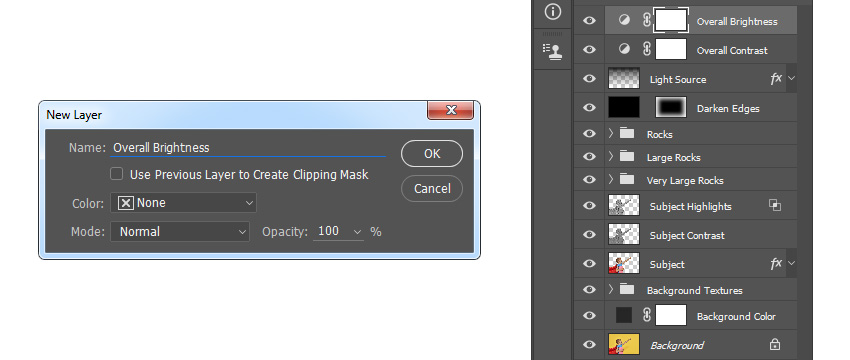 New Layer
Name: Overall Brightness
OK
Use Previous Layer to Create Clipping Mask
Cancel
Color: None
Mode: Normal Opacity: 100 %
Overall Brightness
Overall Contrast
Light Source fx
Darken Edges
Rocks
Large Rocks
Very Large Rocks
Subject Highlights
Subject Contrast
Subject fx
Background Textures
Background Color
Background